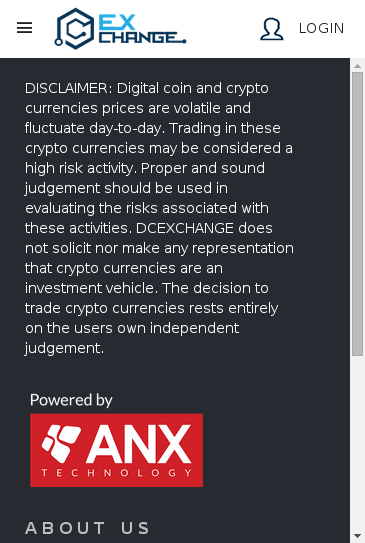 EX
CHANGE
LOGIN
DISCLAIMER: Digital coin and crypto
currencies prices are volatile and
fluctuate day-to-day. Trading in these
crypto currencies may be considered a
high risk activity. Proper and sound
judgement should be used in
evaluating the risks associated with
these activities. DCEXCHANGE does
not solicit nor make any representation
that crypto currencies are an
investment vehicle. The decision to
trade crypto currencies rests entirely
on the users own independent
judgement.
Powered by
ANX
TECHNOLOGY
ABOUT US